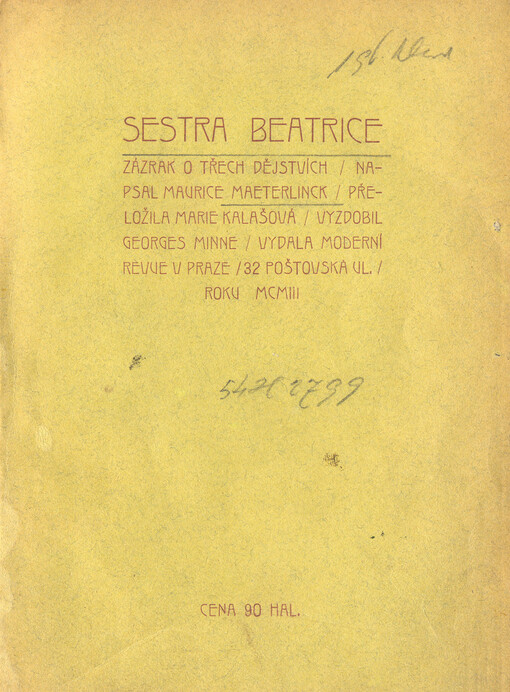 SESTRA BEATRICE
ZÁZRAK O TŘECH DĚJSTVÍCH / NA-
PSAL MAURICE MAETERLINCK / PŘE-
LOŽILA MARIE KALAŠOVÁ / VYZDOBIL
GEORGES MINNE / VYDALA MODERNÍ
REVUE V PRAZE / 32 POŠTOVSKÁ UL. /
ROKU MCMIII
CENA 90 HAL.